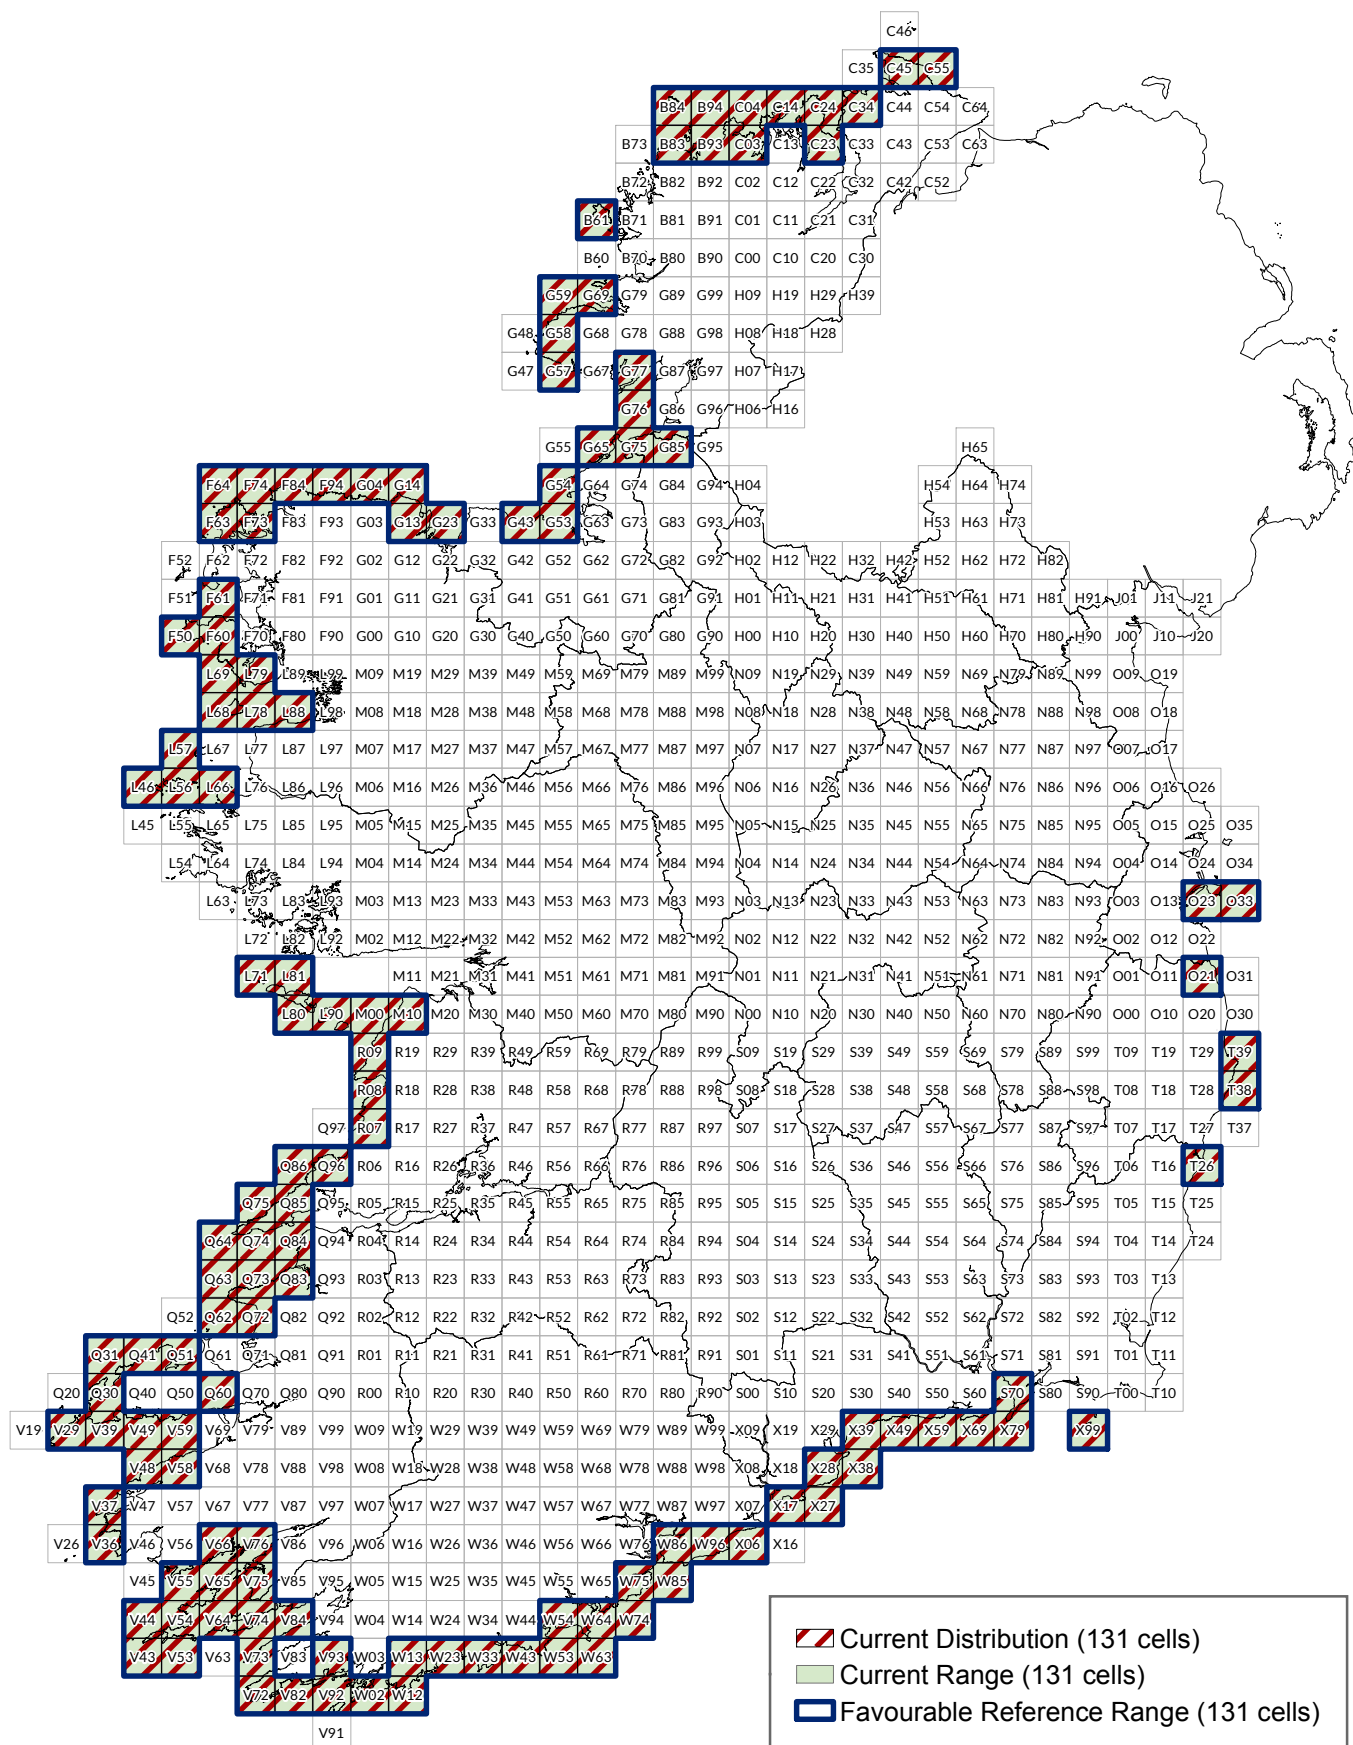 C46
C35 C45 C55
B84 B94 C04 C14 C24 C34 C44 C54 C64
B73 B83 B93 C03 C13 C23 C33 C43 C53 C63
B72 B82 B92 C02 C12 C22 C32 C42 C52
B61 B71 B81 B91 C01 C11 C21 C31
B60 B70 B80 B90 C00 C10 C20 C30
G59 G69 G79 G89 G99 H09 H19 H29 H39
G48 G58 G68 G78 G88 G98 H08 H18 H28
G47 G57 G67 G77 G87 G97 H07 H17
G76 G86 G96 H06 H16
G55 G65 G75 G85 G95 H65
F64 F74 F84 F94 G04 G14 G54 G64 G74 G84 G94 H04 H54 H64 H74
F63 F73 F83 F93 G03 G13 G23 G33 G43 G53 G63 G73 G83 G93 H03 H53 H63 H73
F52 F62 F72 F82 F92 G02 G12 G22 G32 G42 G52 G62 G72 G82 G92 H02 H12 H22 H32 H42 H52 H62 H72 H82
F51 F61 F71 F81 F91 G01 G11 G21 G31 G41 G51 G61 G71 G81 G91 H01 H11 H21 H31 H41 H51 H61 H71 H81 H91 J01 J11 J21
F50 F60 F70 F80 F90 G00 G10 G20 G30 G40 G50 G60 G70 G80 G90 H00 H10 H20 H30 H40 H50 H60 H70 H80 H90 J00 J10 J20
L69 L79 L89 L99 M09 M19 M29 M39 M49 M59 M69 M79 M89 M99 N09 N19 N29 N39 N49 N59 N69 N79 N89 N99 O09 O19
L68 L78 L88 L98 M08 M18 M28 M38 M48 M58 M68 M78 M88 M98 N08 N18 N28 N38 N48 N58 N68 N78 N88 N98 O08 O18
L57 L67 L77 L87 L97 M07 M17 M27 M37 M47 M57 M67 M77 M87 M97 N07 N17 N27 N37 N47 N57 N67 N77 N87 N97 O07 O17
L46 L56 L66 L76 L86 L96 M06 M16 M26 M36 M46 M56 M66 M76 M86 M96 N06 N16 N26 N36 N46 N56 N66 N76 N86 N96 O06 O16 O26
L45 L55 L65 L75 L85 L95 M05 M15 M25 M35 M45 M55 M65 M75 M85 M95 N05 N15 N25 N35 N45 N55 N65 N75 N85 N95 O05 O15 O25 O35
L54 L64 L74 L84 L94 M04 M14 M24 M34 M44 M54 M64 M74 M84 M94 N04 N14 N24 N34 N44 N54 N64 N74 N84 N94 O04 O14 O24 O34
L63 L73 L83 L93 M03 M13 M23 M33 M43 M53 M63 M73 M83 M93 N03 N13 N23 N33 N43 N53 N63 N73 N83 N93 O03 O13 O23 O33
L72 L82 L92 M02 M12 M22 M32 M42 M52 M62 M72 M82 M92 N02 N12 N22 N32 N42 N52 N62 N72 N82 N92 O02 O12 O22
L71 L81 M11 M21 M31 M41 M51 M61 M71 M81 M91 N01 N11 N21 N31 N41 N51 N61 N71 N81 N91 O01 O11 O21 O31
L80 L90 M00 M10 M20 M30 M40 M50 M60 M70 M80 M90 N00 N10 N20 N30 N40 N50 N60 N70 N80 N90 O00 O10 O20 O30
R09 R19 R29 R39 R49 R59 R69 R79 R89 R99 S09 S19 S29 S39 S49 S59 S69 S79 S89 S99 T09 T19 T29 T39
R08 R18 R28 R38 R48 R58 R68 R78 R88 R98 S08 S18 S28 S38 S48 S58 S68 S78 S88 S98 T08 T18 T28 T38
Q97 R07 R17 R27 R37 R47 R57 R67 R77 R87 R97 S07 S17 S27 S37 S47 S57 S67 S77 S87 S97 T07 T17 T27 T37
Q86 Q96 R06 R16 R26 R36 R46 R56 R66 R76 R86 R96 S06 S16 S26 S36 S46 S56 S66 S76 S86 S96 T06 T16 T26
Q75 Q85 Q95 R05 R15 R25 R35 R45 R55 R65 R75 R85 R95 S05 S15 S25 S35 S45 S55 S65 S75 S85 S95 T05 T15 T25
Q64 Q74 Q84 Q94 R04 R14 R24 R34 R44 R54 R64 R74 R84 R94 S04 S14 S24 S34 S44 S54 S64 S74 S84 S94 T04 T14 T24
Q63 Q73 Q83 Q93 R03 R13 R23 R33 R43 R53 R63 R73 R83 R93 S03 S13 S23 S33 S43 S53 S63 S73 S83 S93 T03 T13
Q52 Q62 Q72 Q82 Q92 R02 R12 R22 R32 R42 R52 R62 R72 R82 R92 S02 S12 S22 S32 S42 S52 S62 S72 S82 S92 T02 T12
Q31 Q41 Q51 Q61 Q71 Q81 Q91 R01 R11 R21 R31 R41 R51 R61 R71 R81 R91 S01 S11 S21 S31 S41 S51 S61 S71 S81 S91 T01 T11
Q20 Q30 Q40 Q50 Q60 Q70 Q80 Q90 R00 R10 R20 R30 R40 R50 R60 R70 R80 R90 S00 S10 S20 S30 S40 S50 S60 S70 S80 S90 T00 T10
V19 V29 V39 V49 V59 V69 V79 V89 V99 W09 W19 W29 W39 W49 W59 W69 W79 W89 W99 X09 X19 X29 X39 X49 X59 X69 X79 X99
V48 V58 V68 V78 V88 V98 W08 W18 W28 W38 W48 W58 W68 W78 W88 W98 X08 X18 X28 X38
V37 V47 V57 V67 V77 V87 V97 W07 W17 W27 W37 W47 W57 W67 W77 W87 W97 X07 X17 X27
V26 V36 V46 V56 V66 V76 V86 V96 W06 W16 W26 W36 W46 W56 W66 W76 W86 W96 X06 X16
V45 V55 V65 V75 V85 V95 W05 W15 W25 W35 W45 W55 W65 W75 W85
V44 V54 V64 V74 V84 V94 W04 W14 W24 W34 W44 W54 W64 W74
V43 V53 V63 V73 V83 V93 W03 W13 W23 W33 W43 W53 W63
V72 V82 V92 W02 W12
V91
Current Distribution (131 cells)
Current Range (131 cells)
Favourable Reference Range (131 cells)